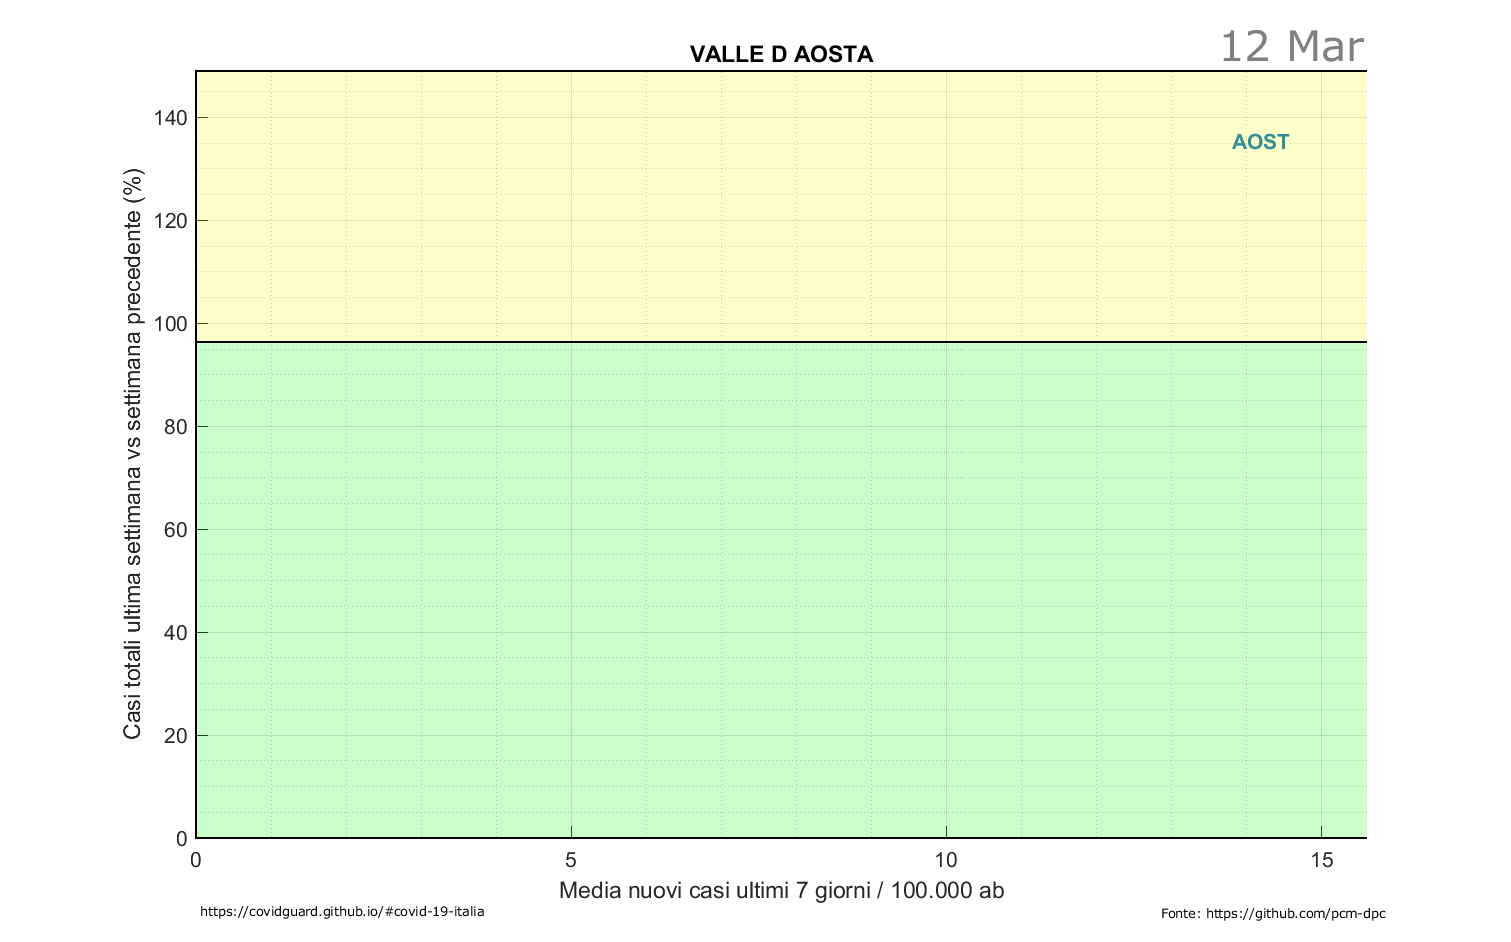 12 Mar
VALLE D AOSTA
140
AOST
120
100
80
60
40
20
0
Casi totali ultima settimana vs settimana precedente (%)
0 5 10 15
Media nuovi casi ultimi 7 giorni / 100.000 ab
https://covidguard.github.io/#covid-19-italia
Fonte: https://github.com/pcm-dpc